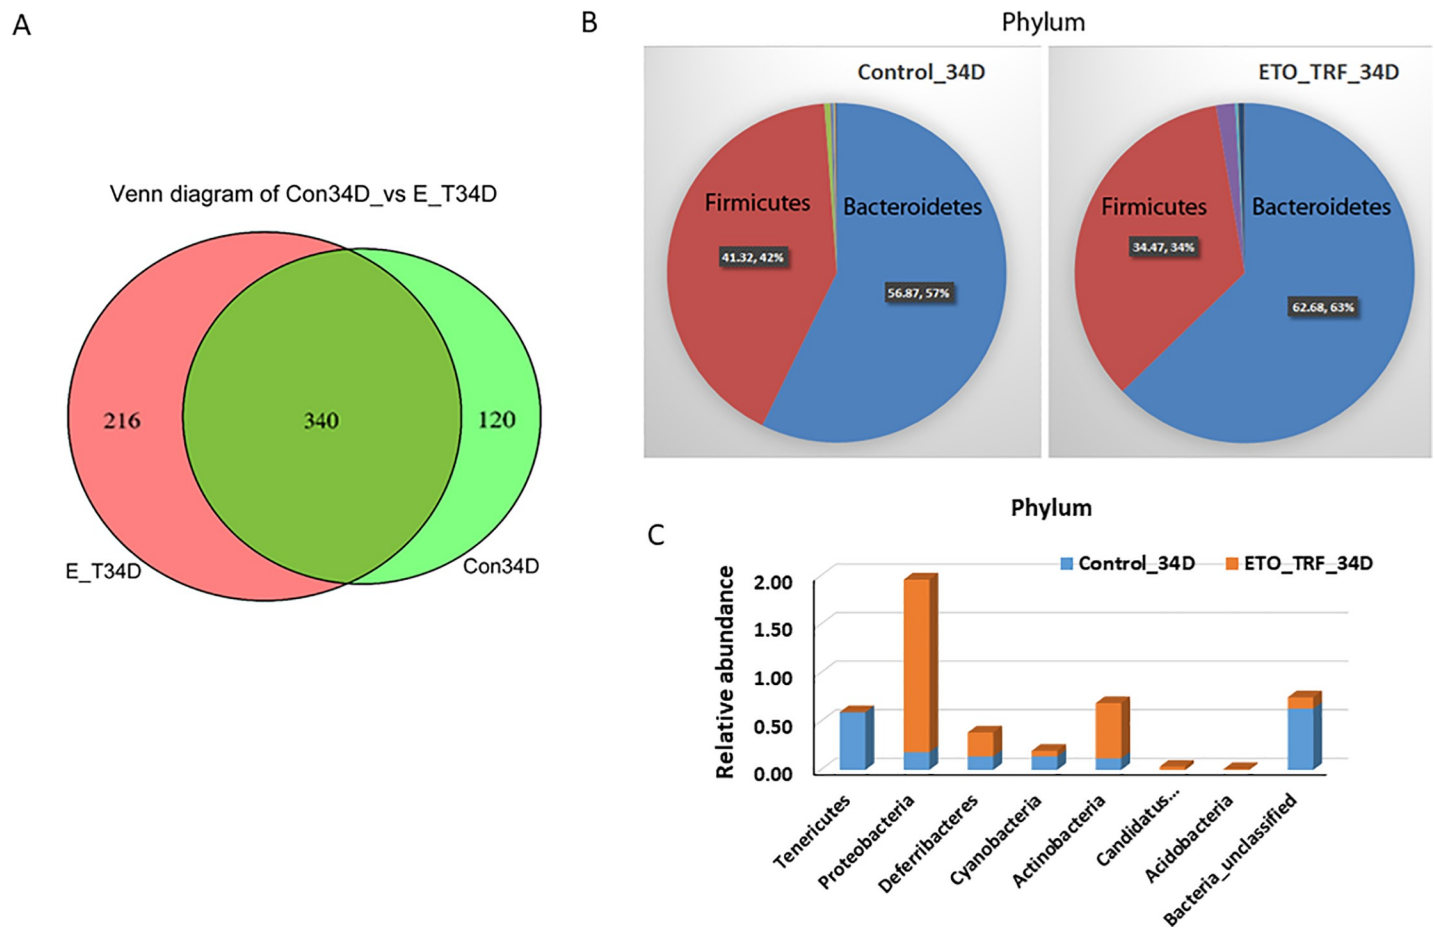 A
Venn diagram of Con34D_vs E_T34D
216
340
120
E_T34D
Con34D
B
Phylum
Control_34D
Firmicutes
Bacteroidetes
41.32, 42%
56.87, 57%
ETO_TRF_34D
Firmicutes
Bacteroidetes
34.47, 34%
62.68, 63%
C
Phylum
Control_34D
ETO_TRF_34D
Relative abundance
2.00
1.50
1.00
0.50
0.00
Tenericutes
Proteobacteria
Deferribacteres
Cyanobacteria
Actinobacteria
Candidatus...
Acidobacteria
Bacteria_unclassified